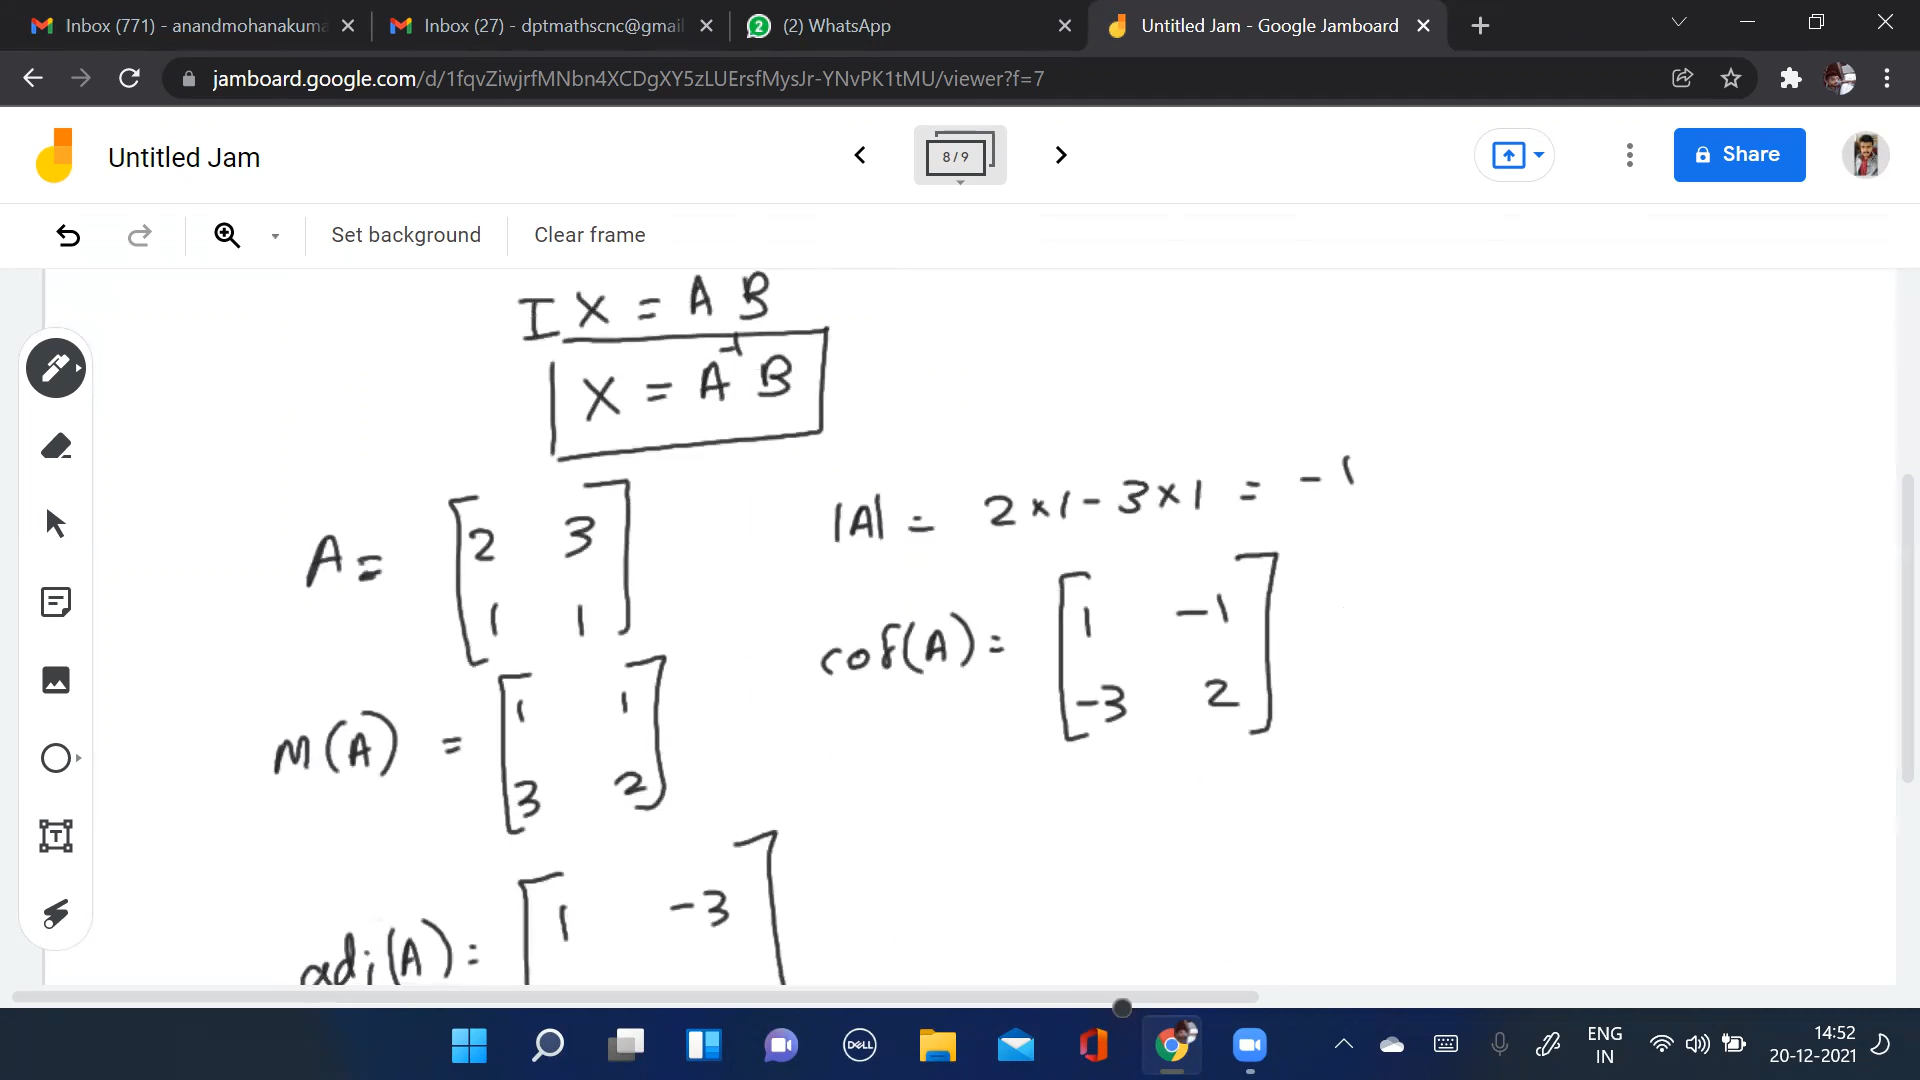 Inbox (771) - anandmohanakuma
Inbox (27) - dptmathscnc@gmail
2 (2) WhatsApp
Untitled Jam - Google Jamboard
jamboard.google.com/d/1fqvZiwjrfMNbn4XCDgXY5zLUErsfMysJr-YNvPK1tMU/viewer?f=7
Untitled Jam
8/9
Share
Set background
Clear frame
I X = A B
X = A⁻¹ B
|A| = 2×1 - 3×1 = -1
A = [2 3
1 1]
cof(A) = [1 -1
-3 2]
M(A) = [1 1
3 2]
adj(A) = [1 -3
DELL
ENG
IN
14:52
20-12-2021